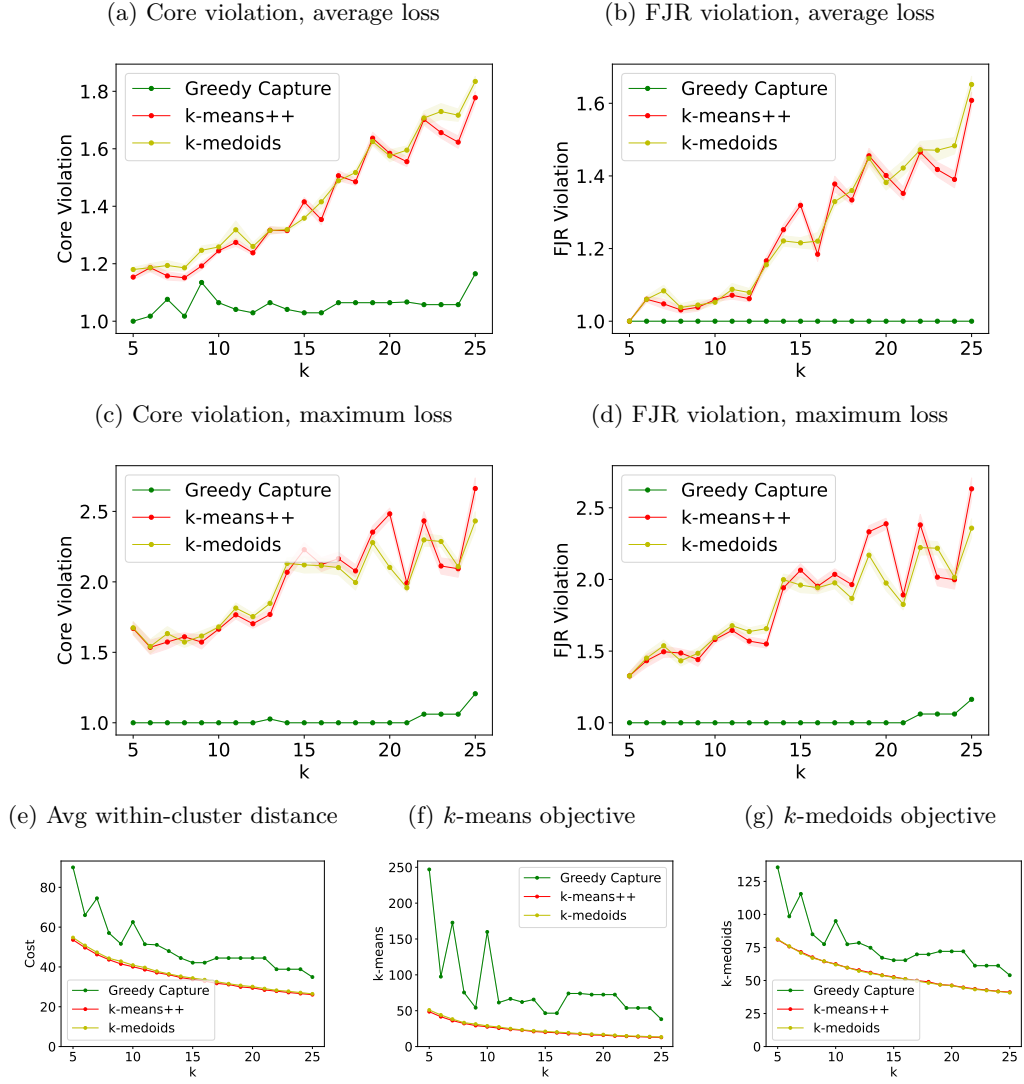 (a) Core violation, average loss
(b) FJR violation, average loss
Core Violation
1.8
1.6
1.4
1.2
1.0
Greedy Capture
k-means++
k-medoids
5 10 15 20 25
k
FJR Violation
1.6
1.4
1.2
1.0
Greedy Capture
k-means++
k-medoids
5 10 15 20 25
k
(c) Core violation, maximum loss
(d) FJR violation, maximum loss
Core Violation
2.5
2.0
1.5
1.0
Greedy Capture
k-means++
k-medoids
5 10 15 20 25
k
FJR Violation
2.5
2.0
1.5
1.0
Greedy Capture
k-means++
k-medoids
5 10 15 20 25
k
(e) Avg within-cluster distance
(f) k-means objective
(g) k-medoids objective
Cost
80
60
40
20
0
Greedy Capture
k-means++
k-medoids
5 10 15 20 25
k
k-means
250
200
150
100
50
0
Greedy Capture
k-means++
k-medoids
5 10 15 20 25
k
k-medoids
125
100
75
50
25
0
Greedy Capture
k-means++
k-medoids
5 10 15 20 25
k